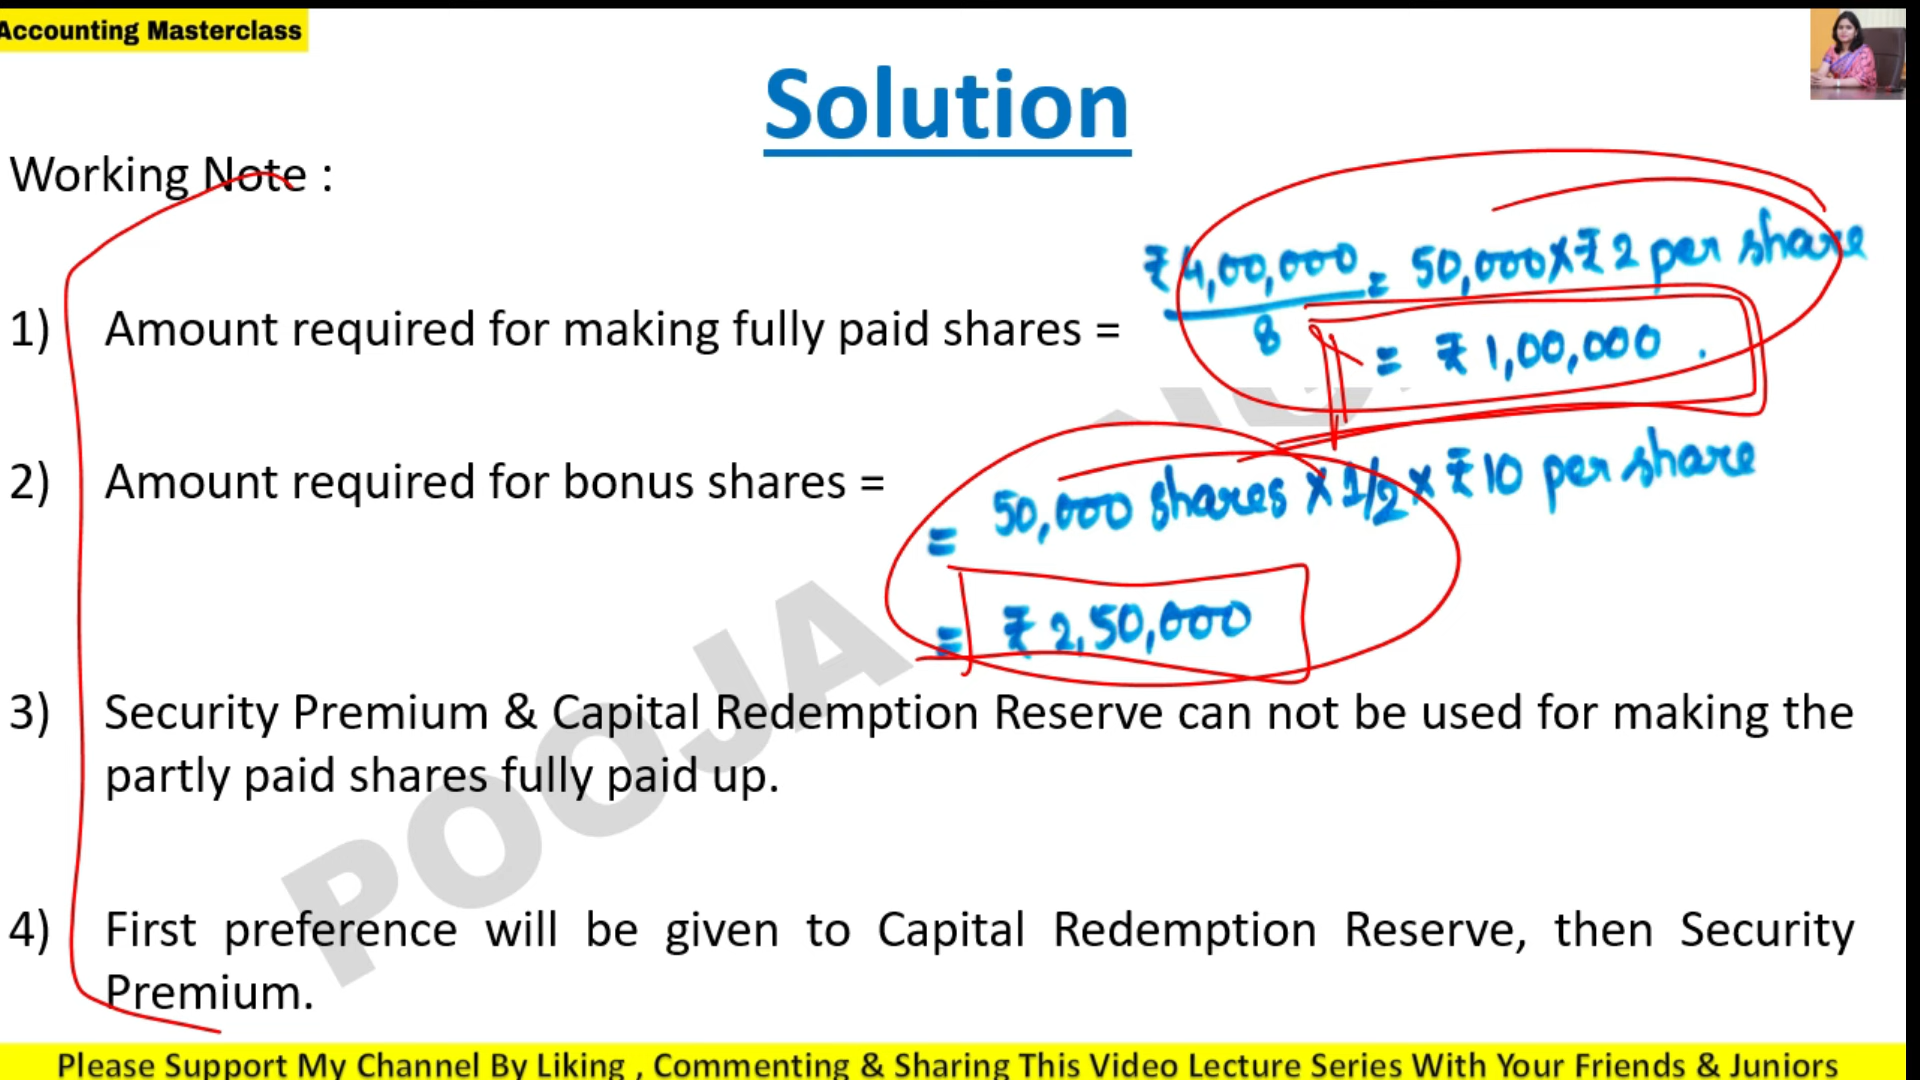 Accounting Masterclass
Solution
Working Note :
1) Amount required for making fully paid shares = ₹4,00,000 / 8 = 50,000 x ₹2 per share
= ₹ 1,00,000 .
2) Amount required for bonus shares =
= 50,000 shares x 1/2 x ₹10 per share
= ₹ 2,50,000
3) Security Premium & Capital Redemption Reserve can not be used for making the
partly paid shares fully paid up.
4) First preference will be given to Capital Redemption Reserve, then Security
Premium.
POOJA
Please Support My Channel By Liking , Commenting & Sharing This Video Lecture Series With Your Friends & Juniors